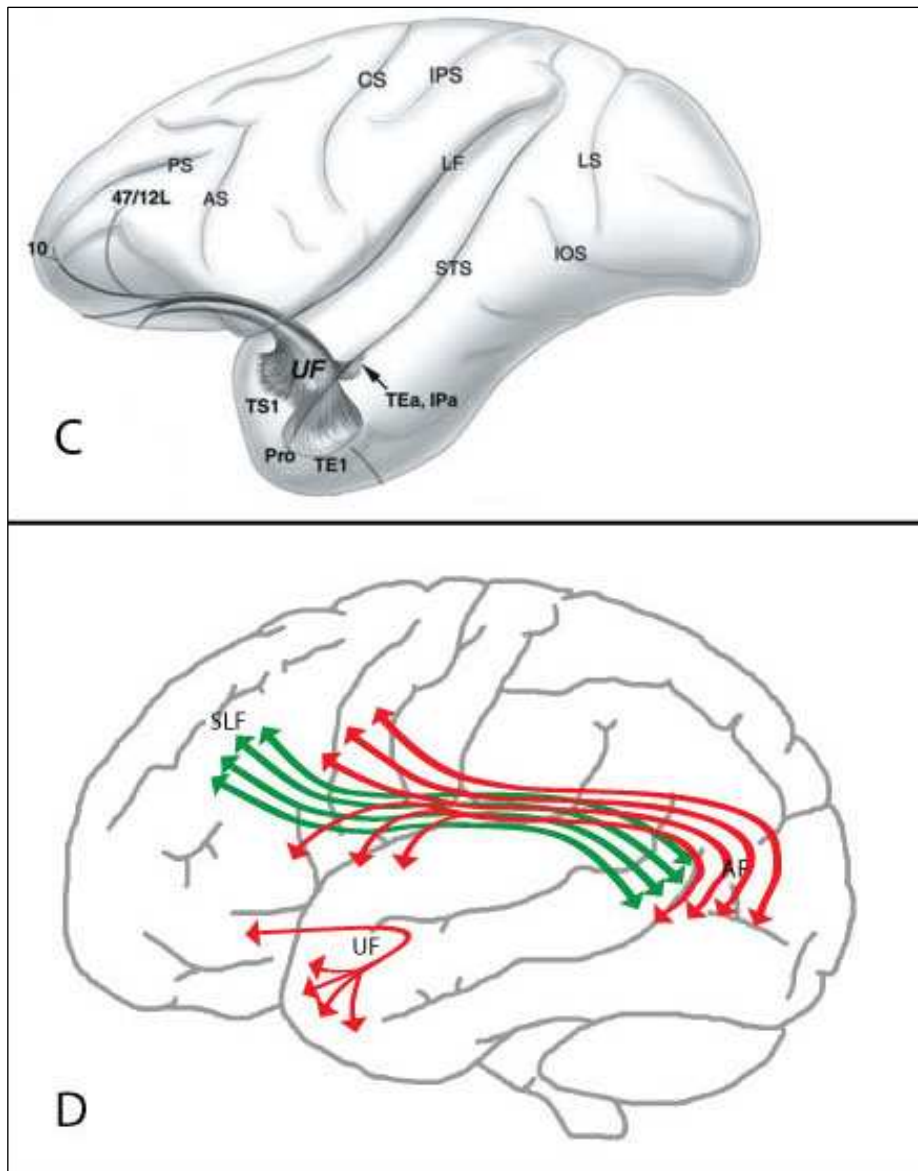 CS
IPS
PS
LF
LS
47/12L
AS
10
STS
IOS
UF
TS1
TEa, IPa
C
Pro
TE1
SLF
AF
UF
D